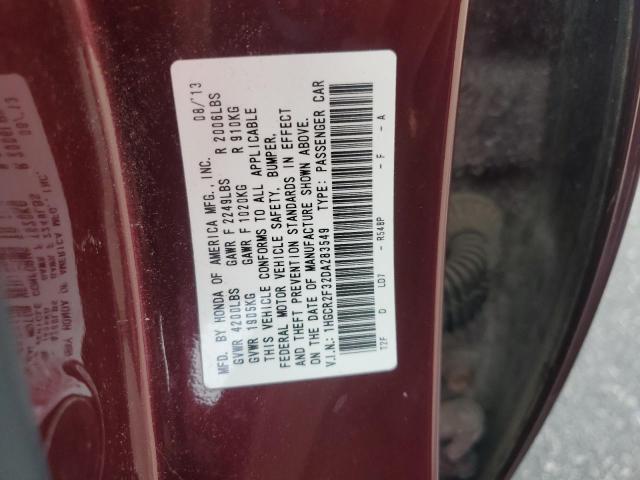 MFD. BY HONDA OF AMERICA MFG., INC. 08/13
GVWR 4200LBS GAWR F 2249LBS R 2006LBS
GVWR 1905KG GAWR F 1020KG R 910KG
THIS VEHICLE CONFORMS TO ALL APPLICABLE
FEDERAL MOTOR VEHICLE SAFETY, BUMPER,
AND THEFT PREVENTION STANDARDS IN EFFECT
ON THE DATE OF MANUFACTURE SHOWN ABOVE.
V.I.N.: 1HGCR2F32DA283549 TYPE: PASSENGER CAR
T2F D LD7 - R548P - F - A